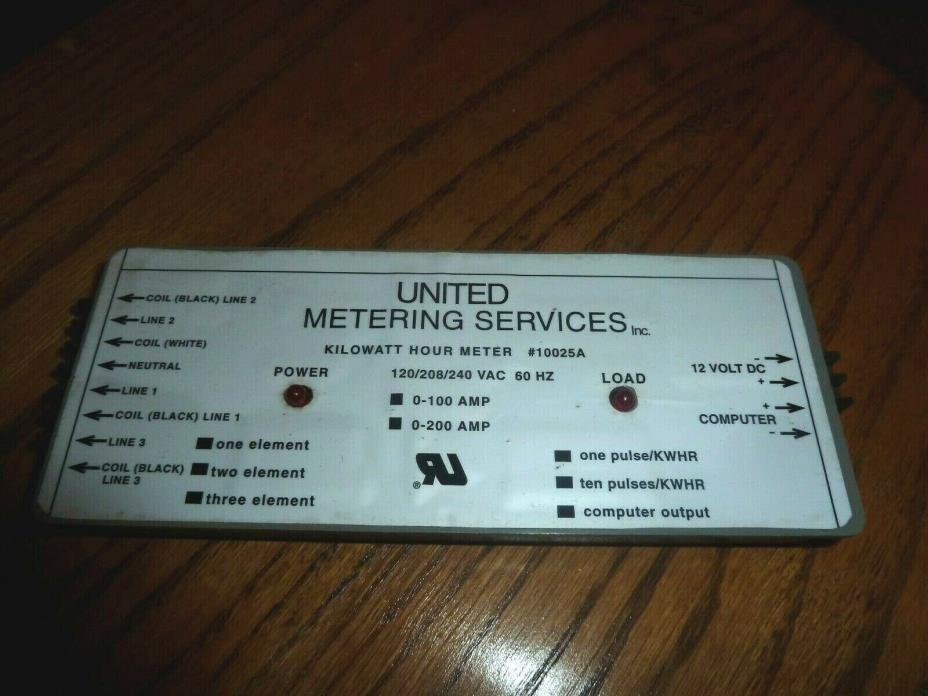 UNITED
METERING SERVICES Inc.
KILOWATT HOUR METER #10025A
120/208/240 VAC 60 HZ
0-100 AMP
0-200 AMP
POWER
LOAD
COIL (BLACK) LINE 2
LINE 2
COIL (WHITE)
NEUTRAL
LINE 1
COIL (BLACK) LINE 1
LINE 3
COIL (BLACK)
LINE 3
one element
two element
three element
RU®
one pulse/KWHR
ten pulses/KWHR
computer output
-
12 VOLT DC
+
+
COMPUTER
-